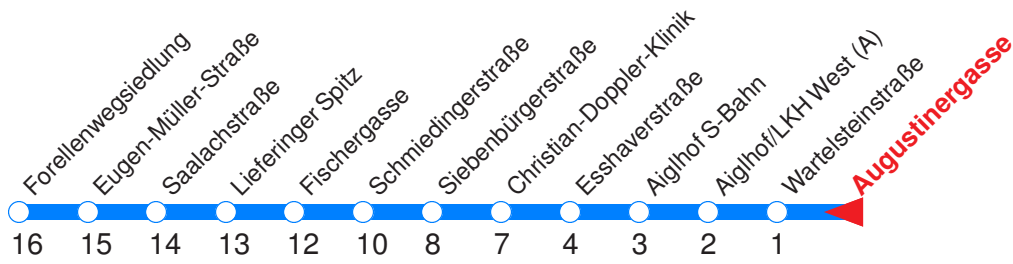 Forellenwegsiedlung
Eugen-Müller-Straße
Saalachstraße
Lieferinger Spitz
Fischergasse
Schmiedingerstraße
Siebenbürgerstraße
Christian-Doppler-Klinik
Esshaverstraße
Aiglhof S-Bahn
Aiglhof/LKH West (A)
Wartelsteinstraße
Augustinergasse
16 15 14 13 12 10 8 7 4 3 2 1